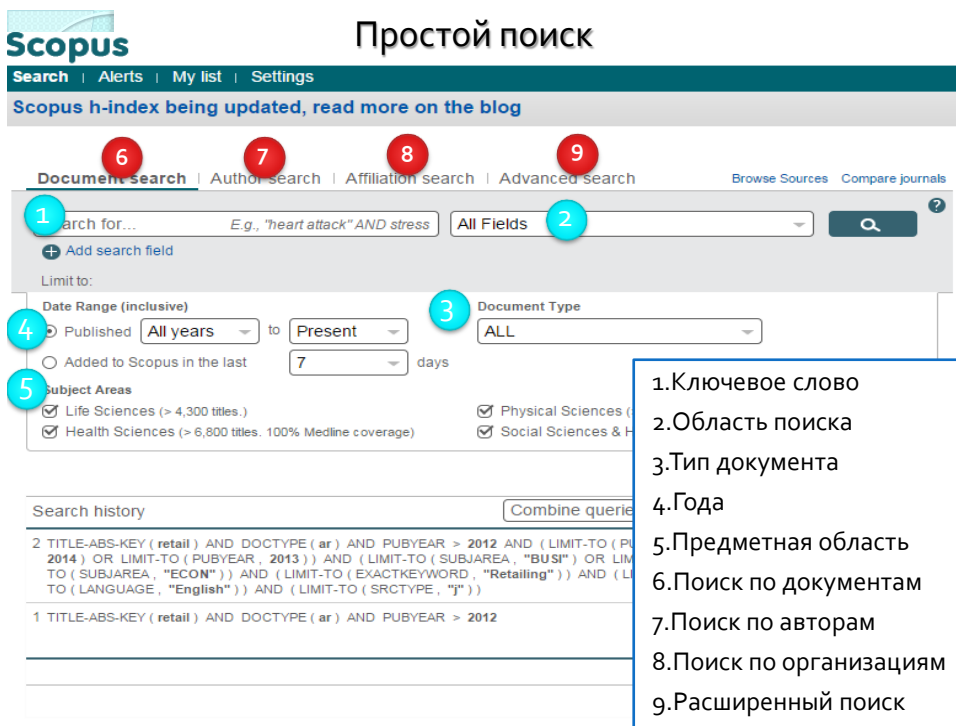 Scopus
Простой поиск
Search | Alerts | My list | Settings
Scopus h-index being updated, read more on the blog
6 7 8 9
Document search | Author search | Affiliation search | Advanced search Browse Sources Compare journals
1 arch for... E.g., "heart attack" AND stress All Fields 2 ?
Add search field
Limit to:
Date Range (inclusive) 3 Document Type
4 Published All years to Present ALL
Added to Scopus in the last 7 days
5 Subject Areas
Life Sciences (> 4,300 titles.) Physical Sciences (
Health Sciences (> 6,800 titles. 100% Medline coverage) Social Sciences & H
Search history Combine querie
2 TITLE-ABS-KEY ( retail ) AND DOCTYPE ( ar ) AND PUBYEAR > 2012 AND ( LIMIT-TO ( PU
2014 ) OR LIMIT-TO ( PUBYEAR , 2013 ) ) AND ( LIMIT-TO ( SUBJAREA , "BUSI" ) OR LIM
TO ( SUBJAREA , "ECON" ) ) AND ( LIMIT-TO ( EXACTKEYWORD , "Retailing" ) ) AND ( LI
TO ( LANGUAGE , "English" ) ) AND ( LIMIT-TO ( SRCTYPE , "j" ) )
1 TITLE-ABS-KEY ( retail ) AND DOCTYPE ( ar ) AND PUBYEAR > 2012
1.Ключевое слово
2.Область поиска
3.Тип документа
4.Года
5.Предметная область
6.Поиск по документам
7.Поиск по авторам
8.Поиск по организациям
9.Расширенный поиск